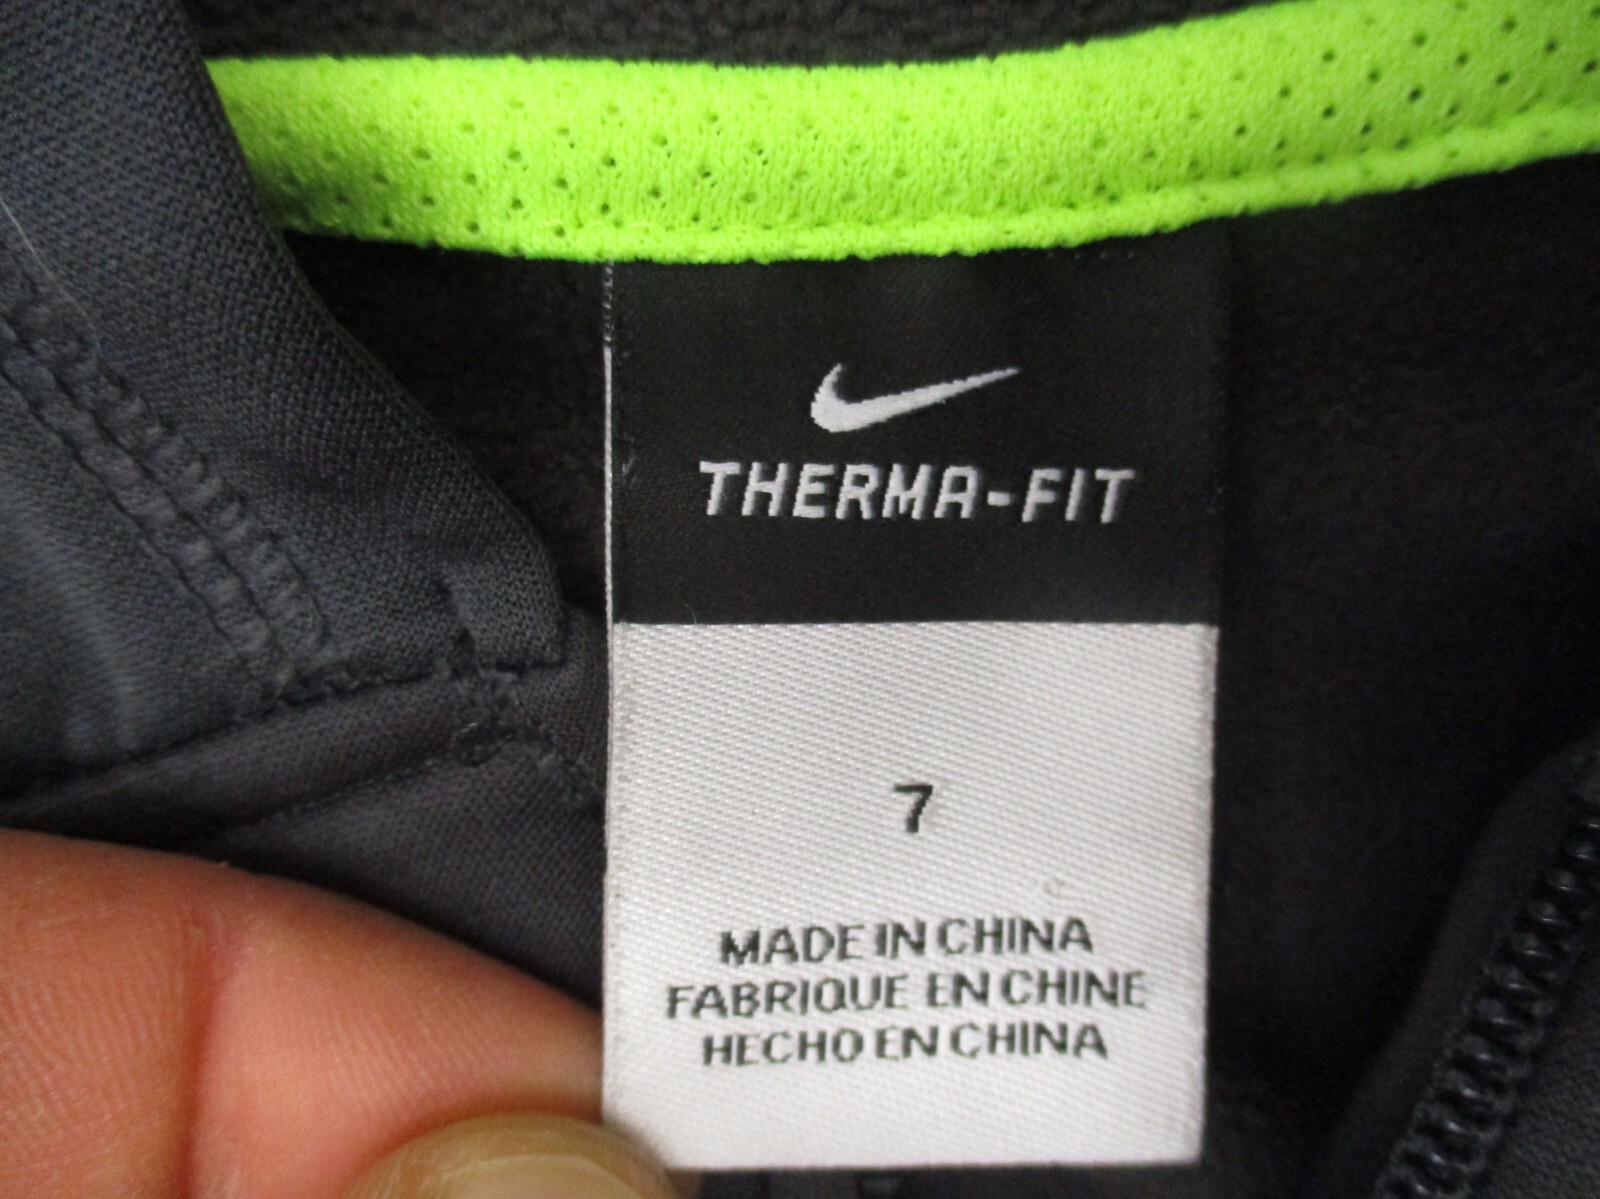 THERMA-FIT
7
MADE IN CHINA
FABRIQUE EN CHINE
HECHO EN CHINA